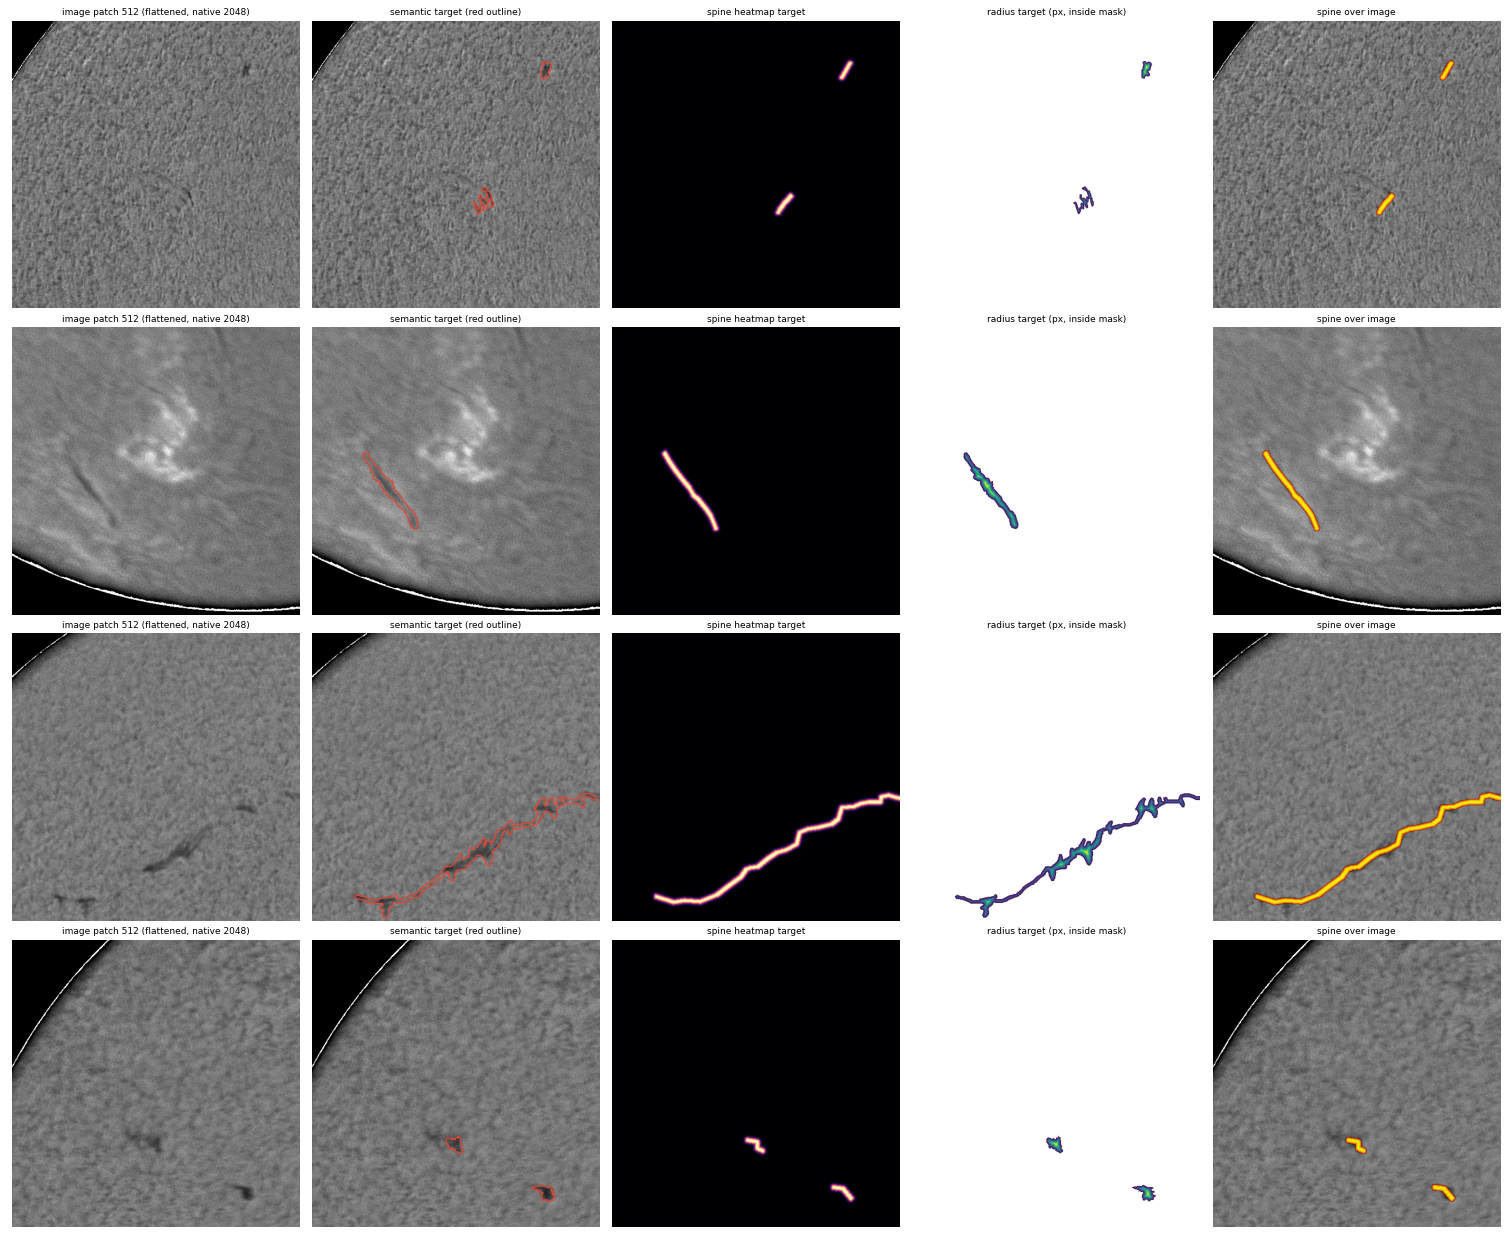 image patch 512 (flattened, native 2048) semantic target (red outline) spine heatmap target radius target (px, inside mask) spine over image
image patch 512 (flattened, native 2048) semantic target (red outline) spine heatmap target radius target (px, inside mask) spine over image
image patch 512 (flattened, native 2048) semantic target (red outline) spine heatmap target radius target (px, inside mask) spine over image
image patch 512 (flattened, native 2048) semantic target (red outline) spine heatmap target radius target (px, inside mask) spine over image